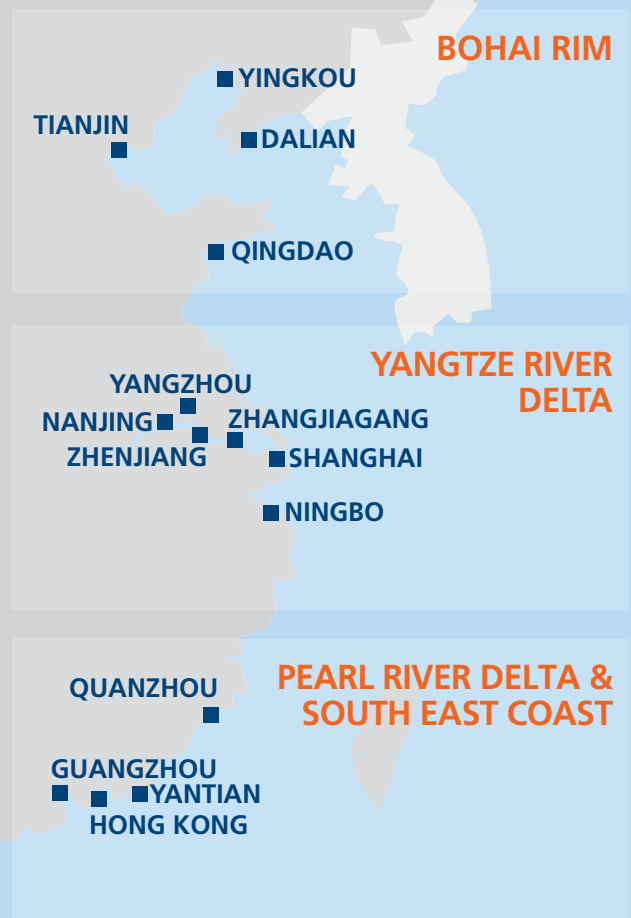 BOHAI RIM
YINGKOU
TIANJIN
DALIAN
QINGDAO
YANGTZE RIVER
DELTA
YANGZHOU
NANJING
ZHANGJIAGANG
ZHENJIANG
SHANGHAI
NINGBO
PEARL RIVER DELTA &
SOUTH EAST COAST
QUANZHOU
GUANGZHOU
YANTIAN
HONG KONG